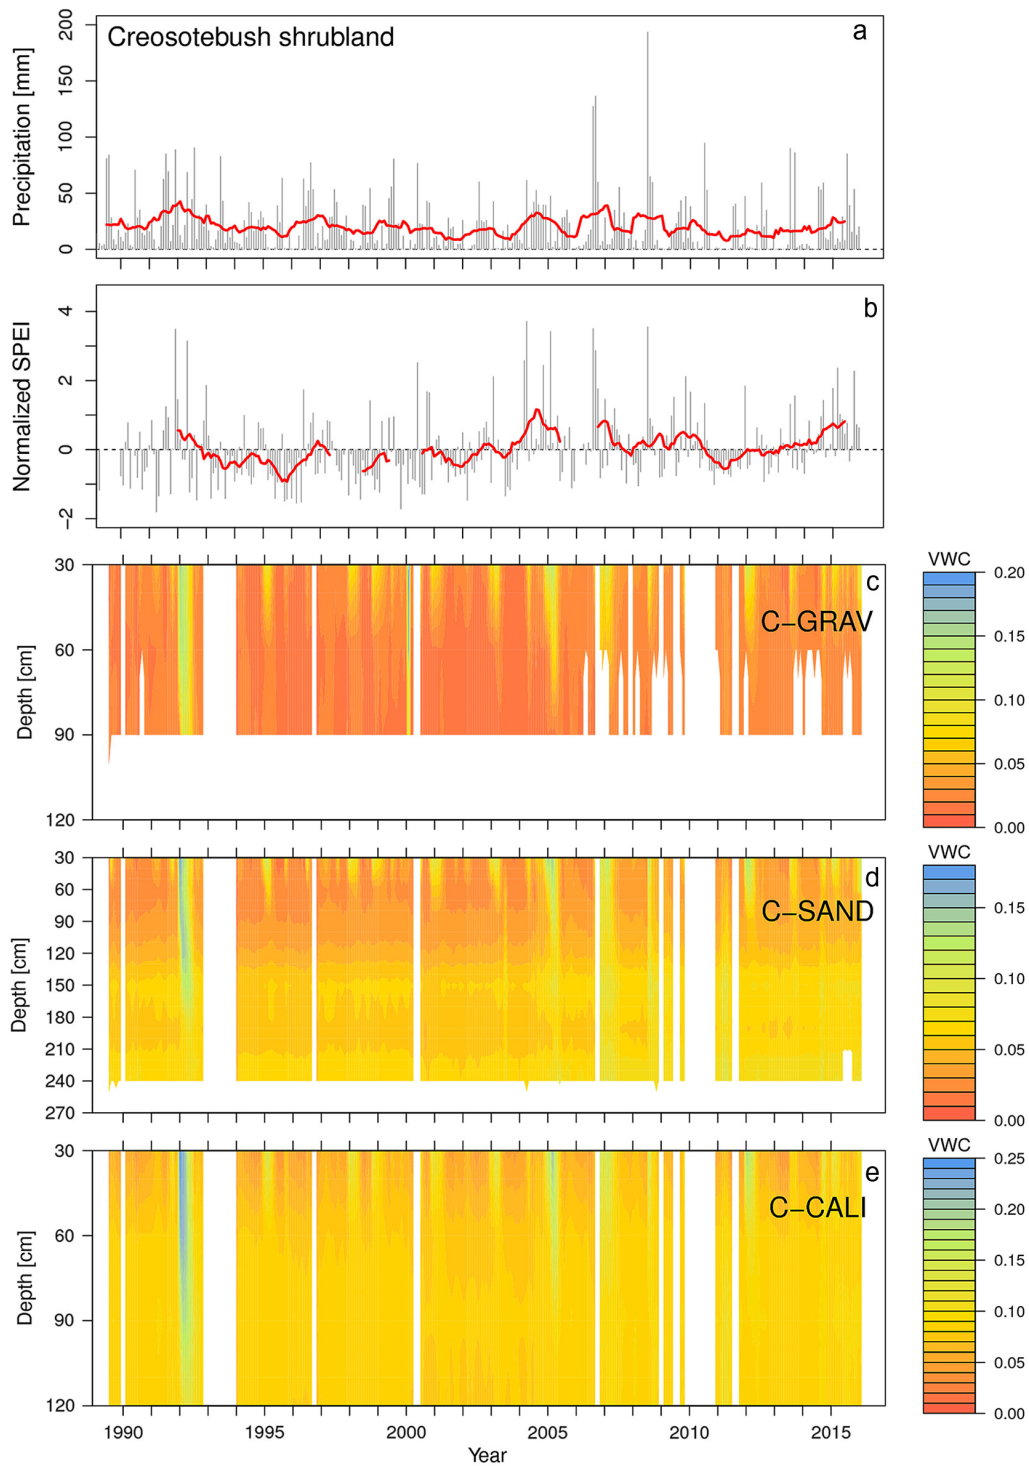 Creosotebush shrubland
a
Precipitation [mm]
200
150
100
50
0
b
Normalized SPEI
4
2
0
−2
c
C−GRAV
Depth [cm]
30
60
90
120
VWC
0.20
0.15
0.10
0.05
0.00
d
C−SAND
Depth [cm]
30
60
90
120
150
180
210
240
270
VWC
0.15
0.10
0.05
0.00
e
C−CALI
Depth [cm]
30
60
90
120
VWC
0.25
0.20
0.15
0.10
0.05
0.00
1990 1995 2000 2005 2010 2015
Year